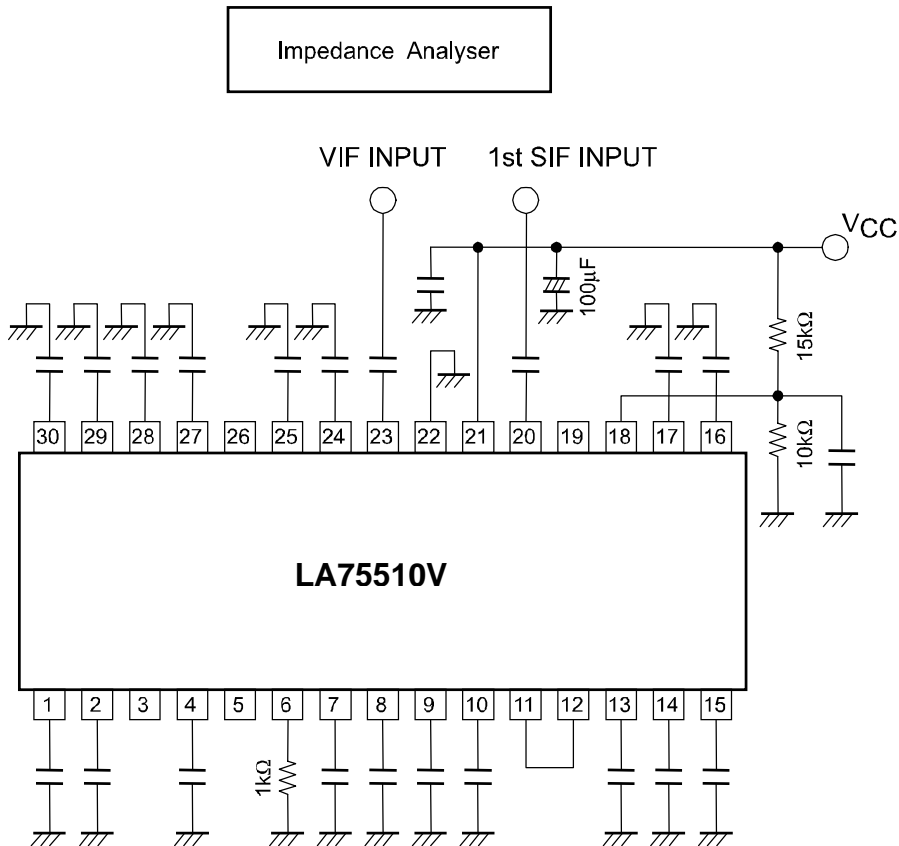 Impedance Analyser
VIF INPUT
1st SIF INPUT
VCC
100µF
15kΩ
10kΩ
30 29 28 27 26 25 24 23 22 21 20 19 18 17 16
LA75510V
1 2 3 4 5 6 7 8 9 10 11 12 13 14 15
1kΩ